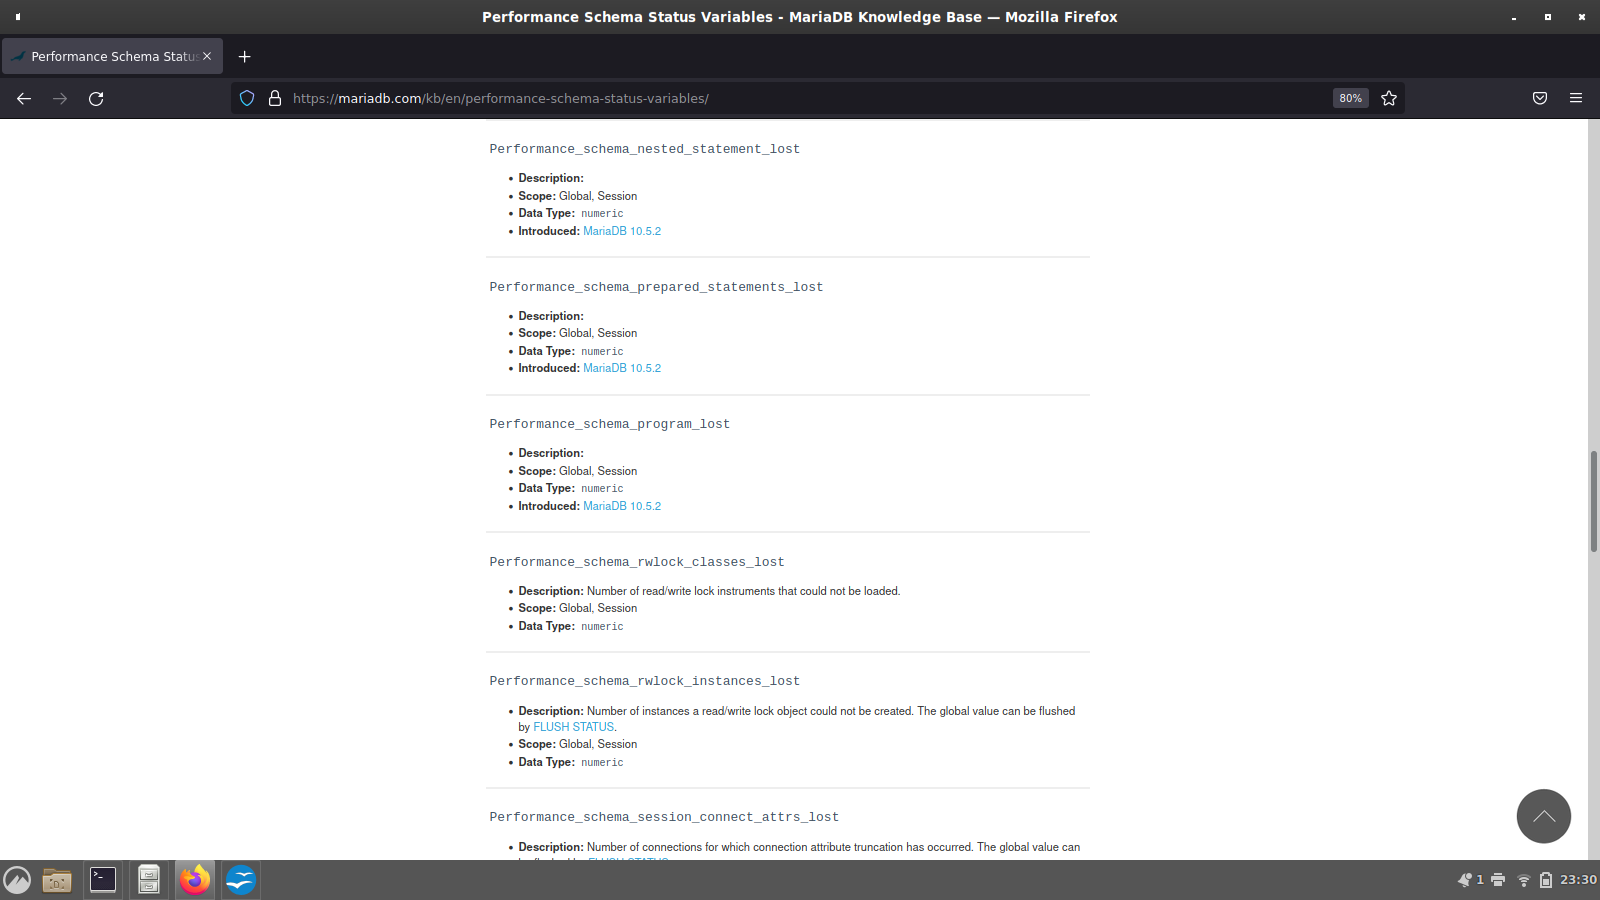 Performance Schema Status Variables - MariaDB Knowledge Base — Mozilla Firefox
Performance Schema Status
https://mariadb.com/kb/en/performance-schema-status-variables/
80%
Performance_schema_nested_statement_lost
• Description:
• Scope: Global, Session
• Data Type: numeric
• Introduced: MariaDB 10.5.2
Performance_schema_prepared_statements_lost
• Description:
• Scope: Global, Session
• Data Type: numeric
• Introduced: MariaDB 10.5.2
Performance_schema_program_lost
• Description:
• Scope: Global, Session
• Data Type: numeric
• Introduced: MariaDB 10.5.2
Performance_schema_rwlock_classes_lost
• Description: Number of read/write lock instruments that could not be loaded.
• Scope: Global, Session
• Data Type: numeric
Performance_schema_rwlock_instances_lost
• Description: Number of instances a read/write lock object could not be created. The global value can be flushed
by FLUSH STATUS.
• Scope: Global, Session
• Data Type: numeric
Performance_schema_session_connect_attrs_lost
• Description: Number of connections for which connection attribute truncation has occurred. The global value can
1
23:30